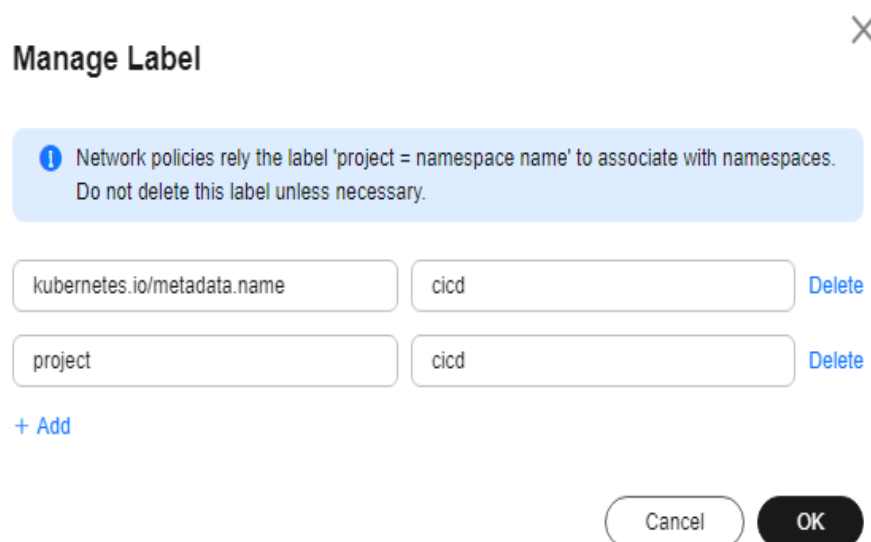 Manage Label
Network policies rely the label 'project = namespace name' to associate with namespaces.
Do not delete this label unless necessary.
kubernetes.io/metadata.name cicd Delete
project cicd Delete
+ Add
Cancel OK